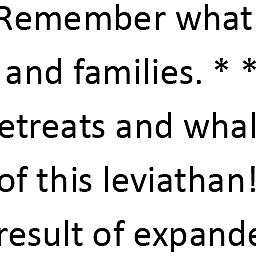 Remember what
and families. * *
etreats and whal
of this leviathan!
result of expande